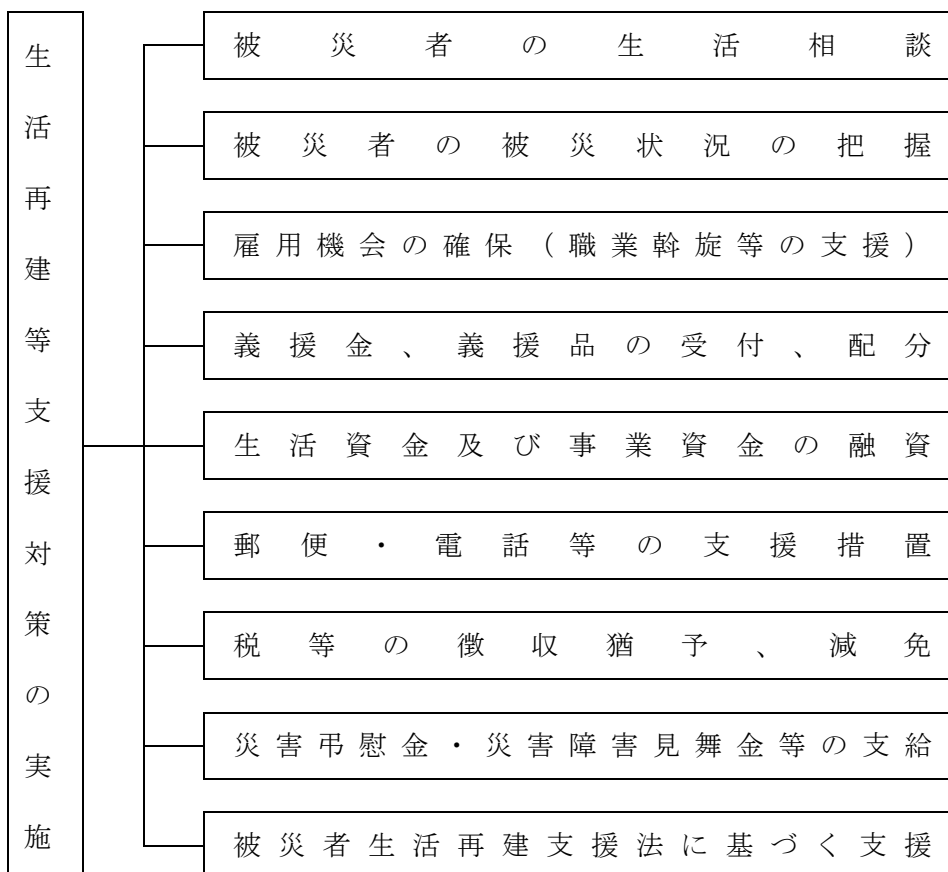 生活再建等支援対策の実施
被災者の生活相談
被災者の被災状況の把握
雇用機会の確保（職業斡旋等の支援）
義援金、義援品の受付、配分
生活資金及び事業資金の融資
郵便・電話等の支援措置
税等の徴収猶予、減免
災害弔慰金・災害障害見舞金等の支給
被災者生活再建支援法に基づく支援